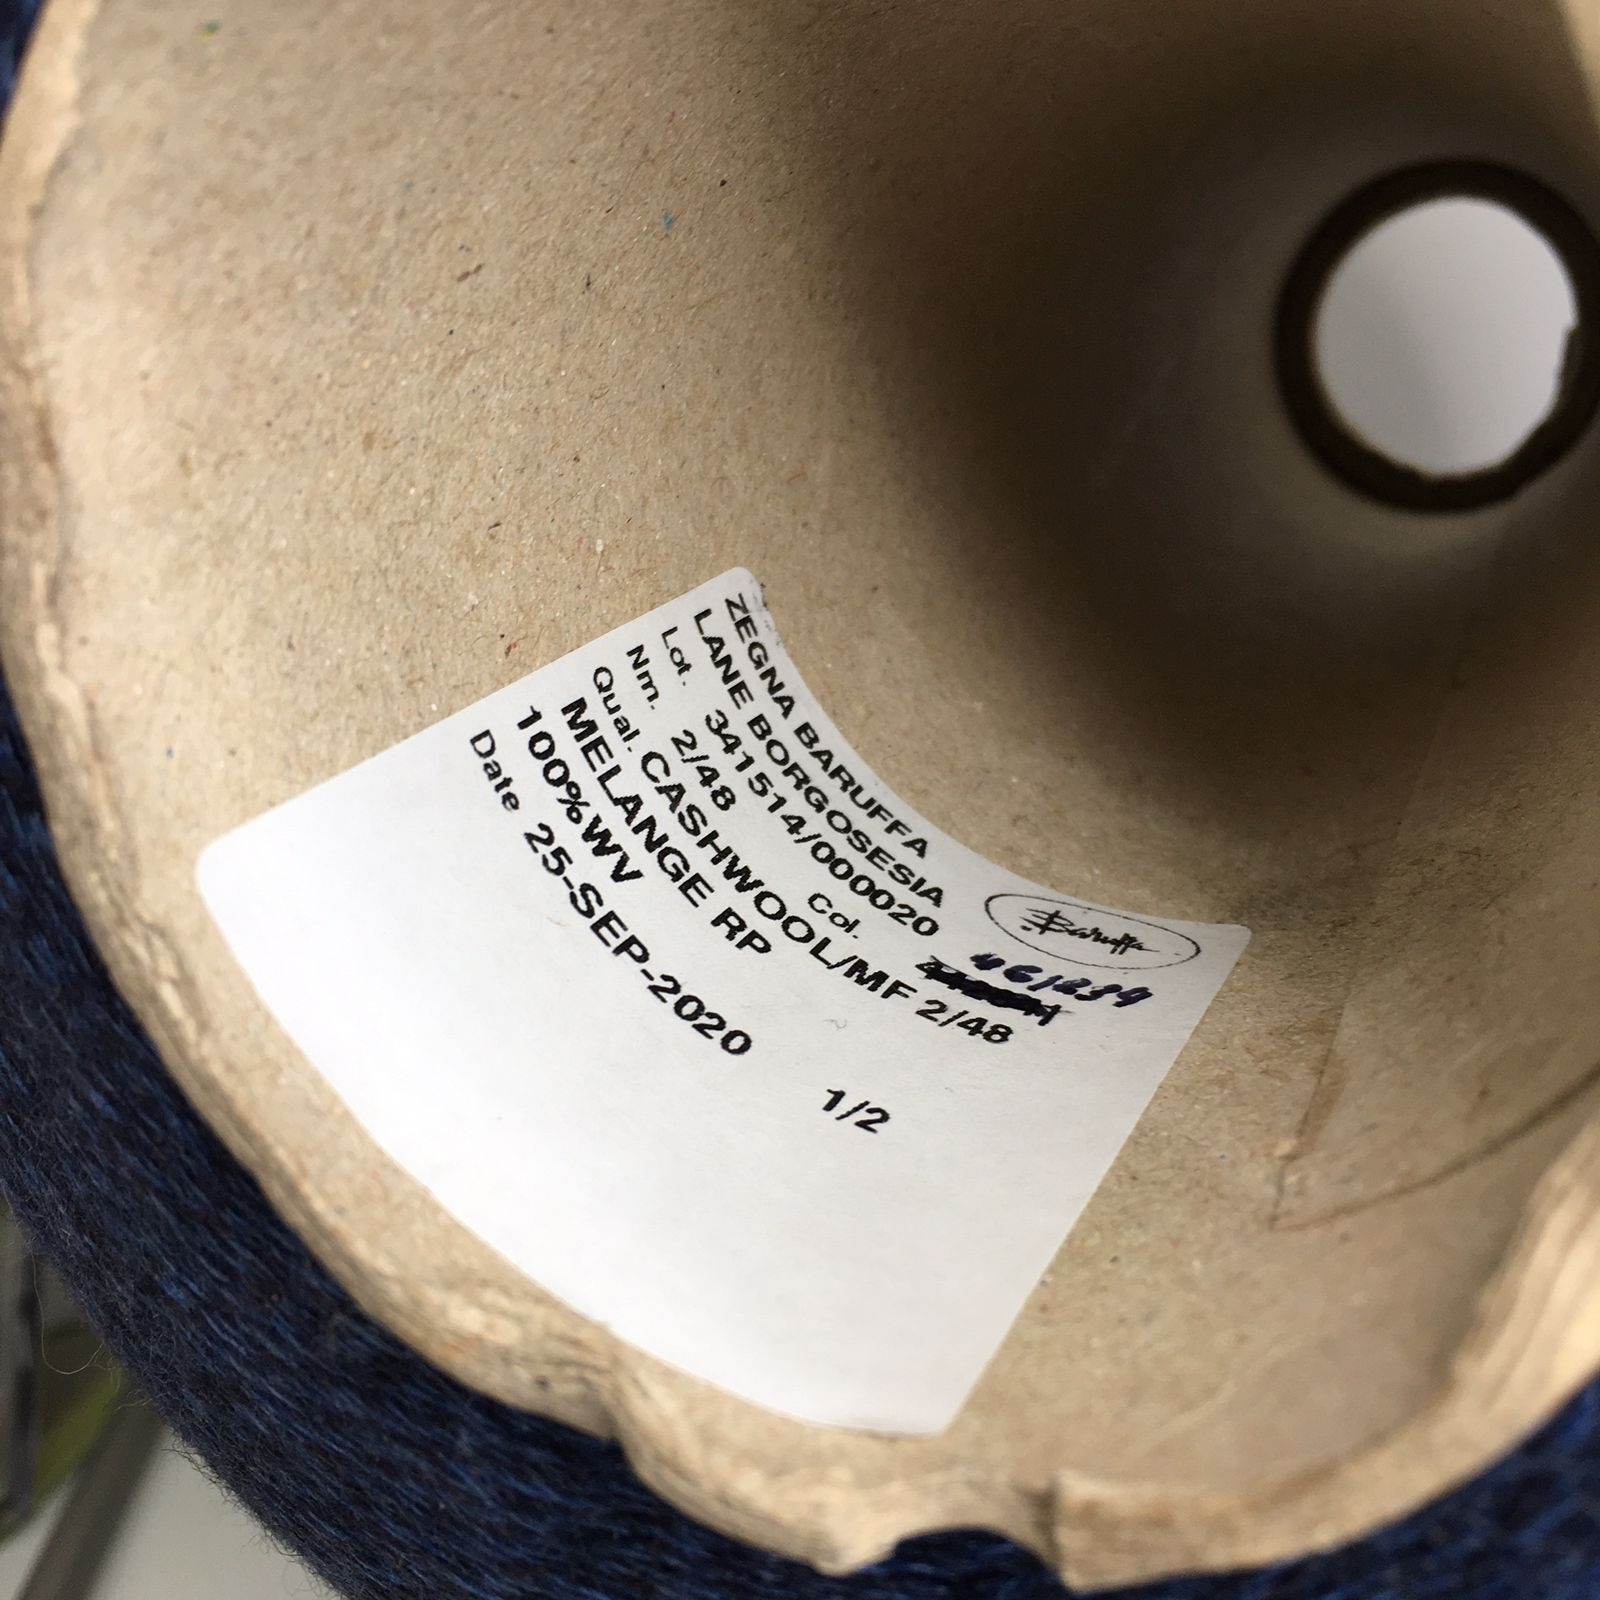 ZEGNA BARUFFA
LANE BORGOSESIA
Baruffa
Lot. 341514/000020
Nm. 2/48 Col.
Qual. CASHWOOL/MF 2/48
MELANGE RP
100%WV
Date 25-SEP-2020 1/2